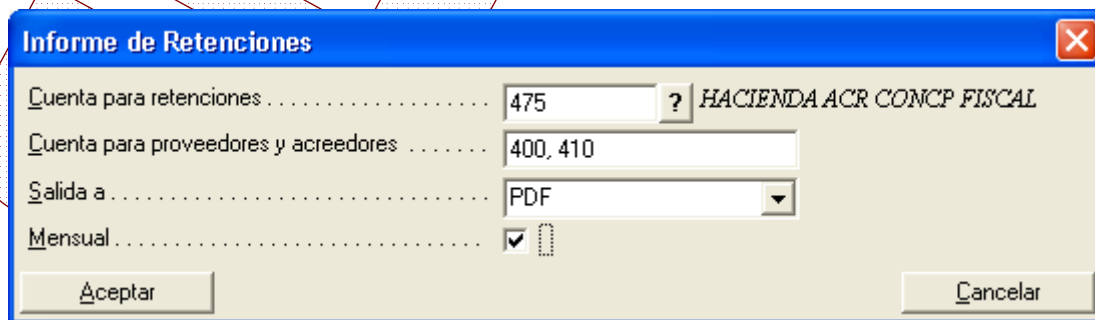 Informe de Retenciones
Cuenta para retenciones . . . . . . . . . . . . . . . . . . . . 475 ? HACIENDA ACR CONCP FISCAL
Cuenta para proveedores y acreedores . . . . . . . 400, 410
Salida a . . . . . . . . . . . . . . . . . . . . . . . . . . . . . . . . . . PDF
Mensual . . . . . . . . . . . . . . . . . . . . . . . . . . . . . . . . .
Aceptar Cancelar